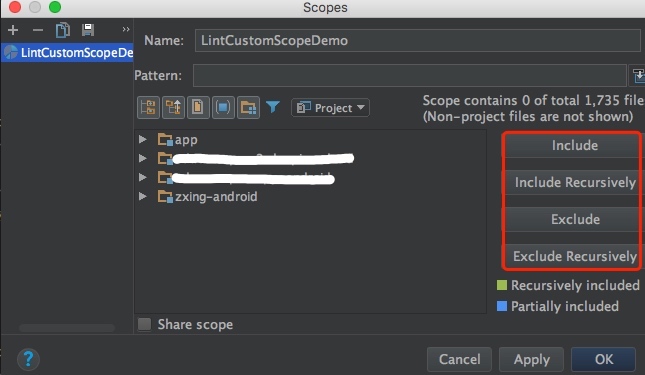 Scopes
LintCustomScopeDe
Name: LintCustomScopeDemo
Pattern:
Project
Scope contains 0 of total 1,735 file
(Non-project files are not shown)
app
zxing-android
Include
Include Recursively
Exclude
Exclude Recursively
Recursively included
Partially included
Share scope
?
Cancel
Apply
OK